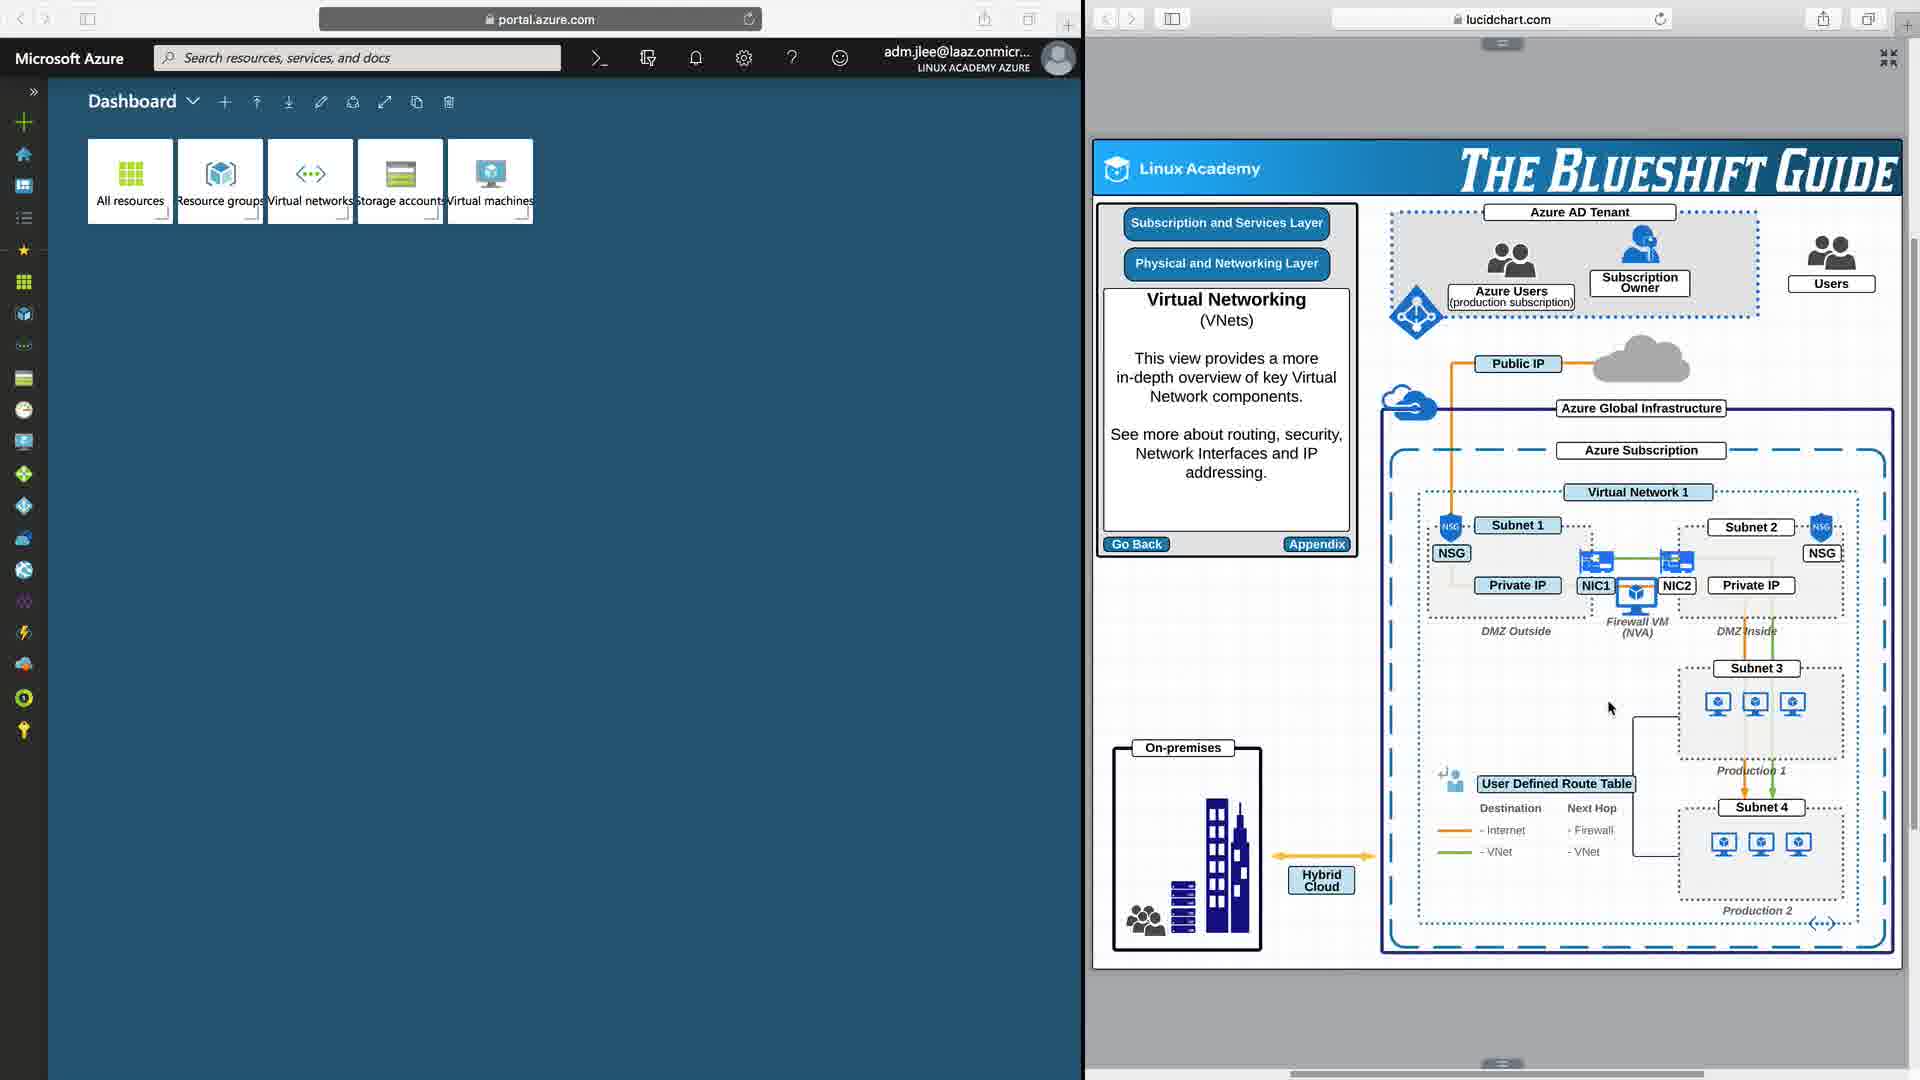 portal.azure.com
Microsoft Azure
Search resources, services, and docs
adm.jlee@laaz.onmicr...
LINUX ACADEMY AZURE
Dashboard
All resources
Resource groups
Virtual networks
Storage accounts
Virtual machines
lucidchart.com
Linux Academy
THE BLUESHIFT GUIDE
Subscription and Services Layer
Physical and Networking Layer
Virtual Networking
(VNets)
This view provides a more
in-depth overview of key Virtual
Network components.
See more about routing, security,
Network Interfaces and IP
addressing.
Go Back
Appendix
Azure AD Tenant
Azure Users
(production subscription)
Subscription
Owner
Users
Public IP
Azure Global Infrastructure
Azure Subscription
Virtual Network 1
NSG
Subnet 1
Subnet 2
NSG
NSG
NSG
Private IP
NIC1
NIC2
Private IP
Firewall VM
(NVA)
DMZ Outside
DMZ Inside
Subnet 3
Production 1
User Defined Route Table
Destination
Next Hop
- Internet
- Firewall
- VNet
- VNet
Subnet 4
Production 2
On-premises
Hybrid
Cloud